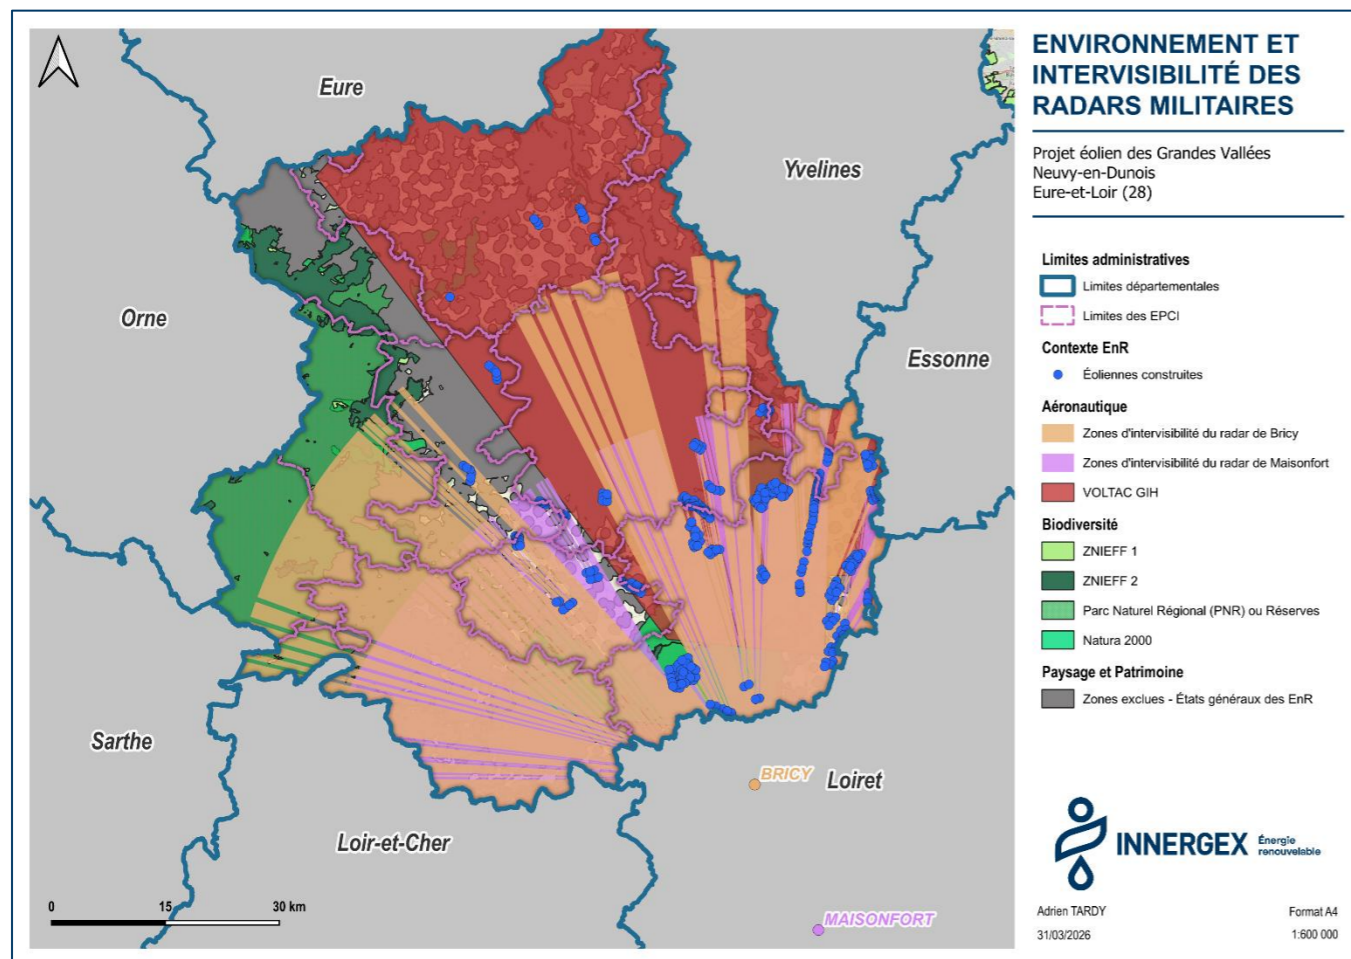 ENVIRONNEMENT ET
INTERVISIBILITÉ DES
RADARS MILITAIRES
Projet éolien des Grandes Vallées
Neuvy-en-Dunois
Eure-et-Loir (28)
Limites administratives
Limites départementales
Limites des EPCI
Contexte EnR
Éoliennes construites
Aéronautique
Zones d'intervisibilité du radar de Bricy
Zones d'intervisibilité du radar de Maisonfort
VOLTAC GIH
Biodiversité
ZNIEFF 1
ZNIEFF 2
Parc Naturel Régional (PNR) ou Réserves
Natura 2000
Paysage et Patrimoine
Zones exclues - États généraux des EnR
Eure
Yvelines
Orne
Essonne
Sarthe
BRICY
Loiret
Loir-et-Cher
MAISONFORT
0 15 30 km
INNERGEX
Énergie
renouvelable
Adrien TARDY
Format A4
31/03/2026
1:600 000